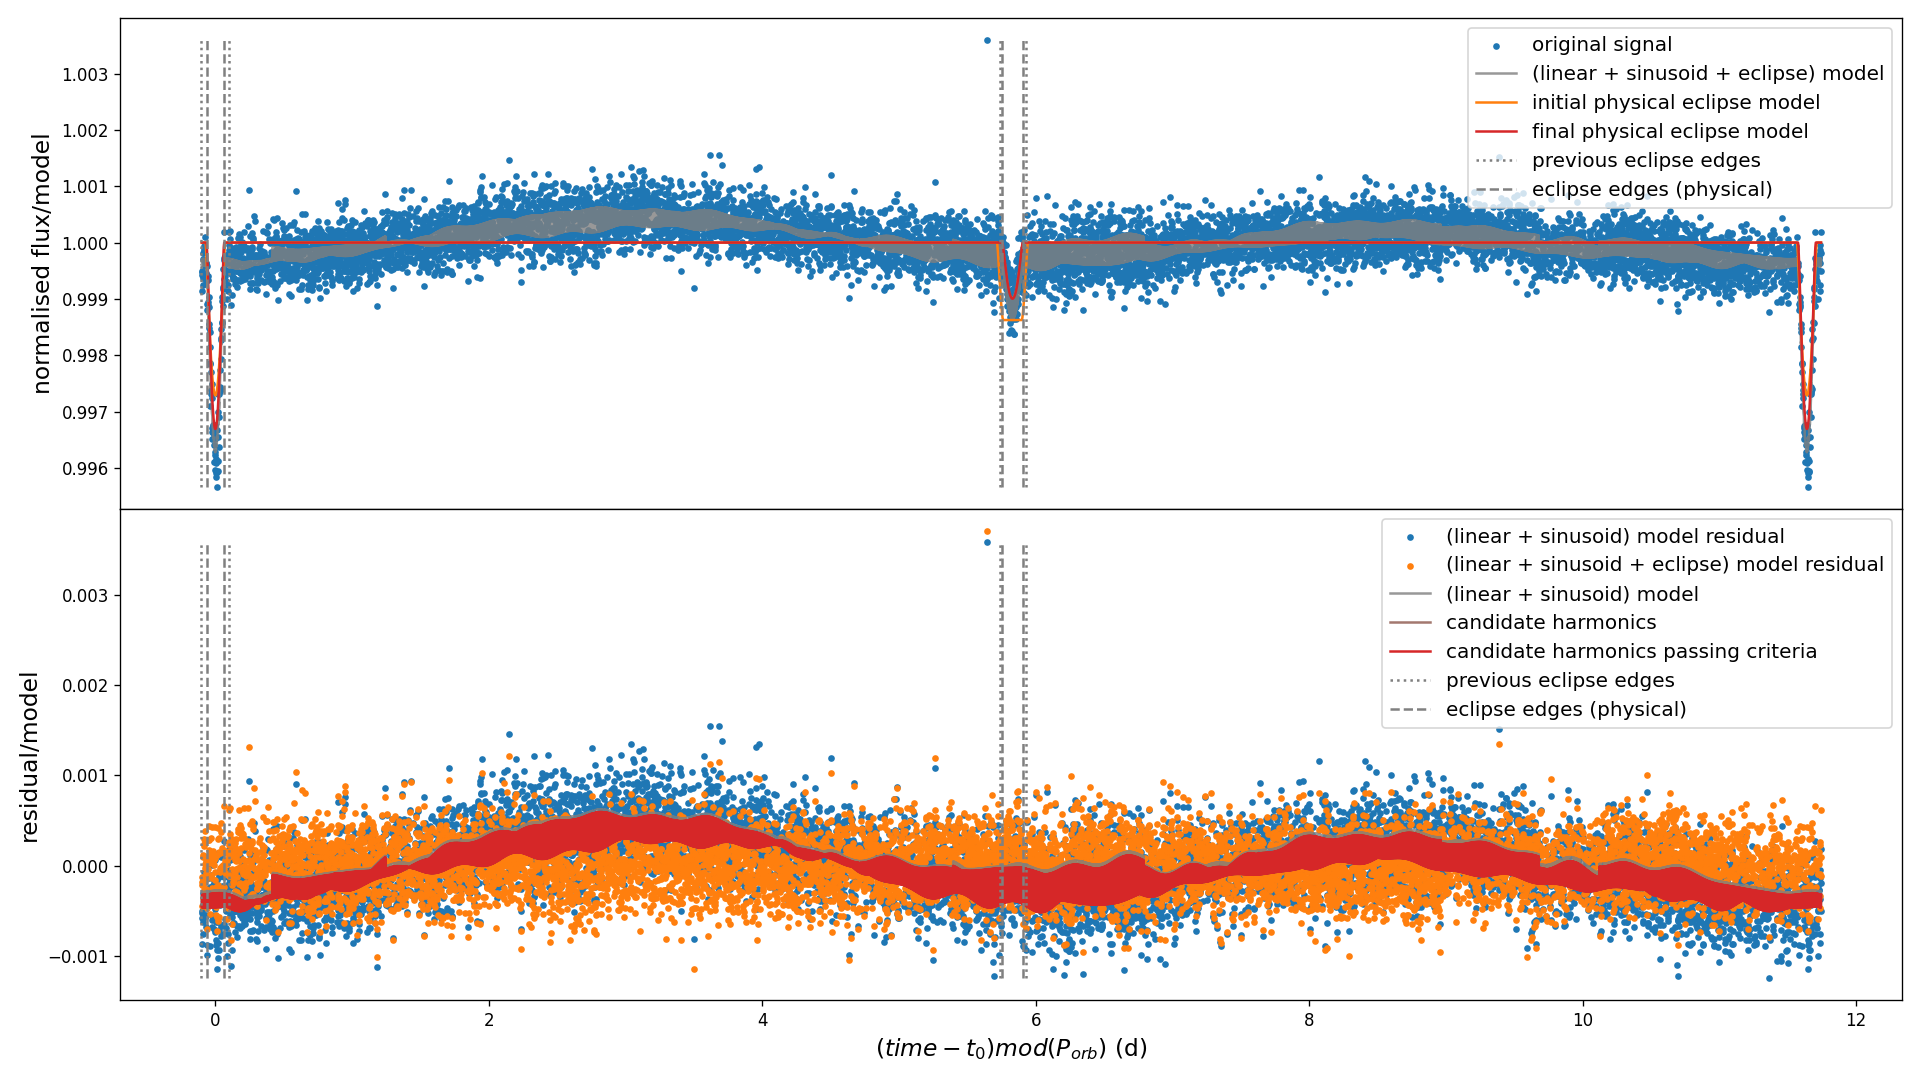 normalised flux/model
1.003
1.002
1.001
1.000
0.999
0.998
0.997
0.996
original signal
(linear + sinusoid + eclipse) model
initial physical eclipse model
final physical eclipse model
previous eclipse edges
eclipse edges (physical)
residual/model
0.003
0.002
0.001
0.000
−0.001
(linear + sinusoid) model residual
(linear + sinusoid + eclipse) model residual
(linear + sinusoid) model
candidate harmonics
candidate harmonics passing criteria
previous eclipse edges
eclipse edges (physical)
0 2 4 6 8 10 12
(time − t₀)mod(Pₒᵣb) (d)